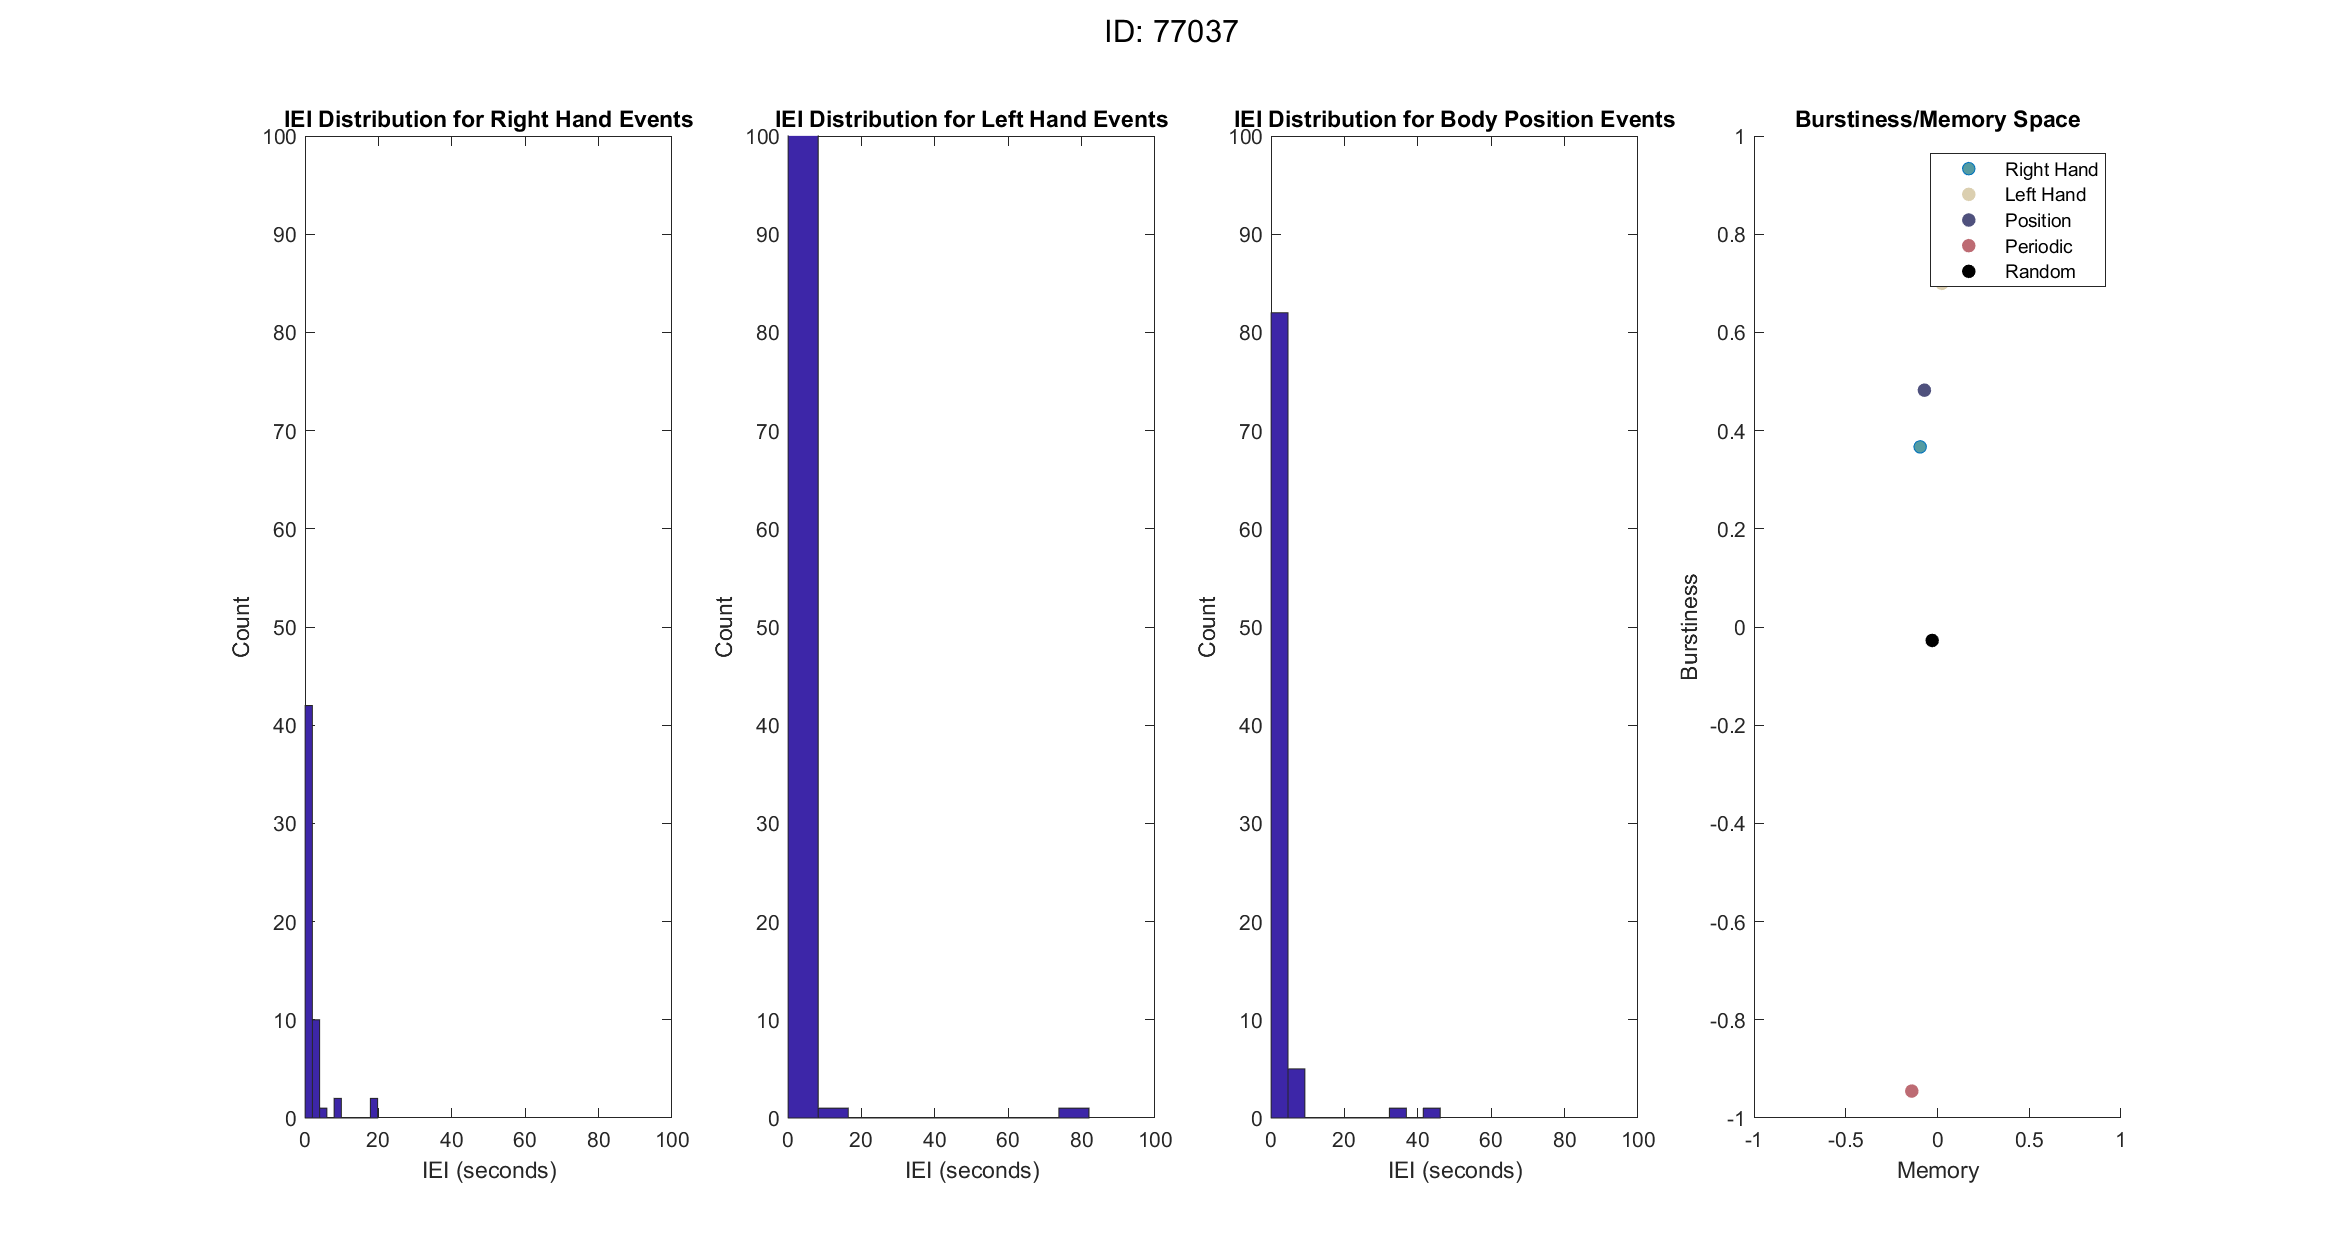 ID: 77037
IEI Distribution for Right Hand Events
100
90
80
70
60
50
40
30
20
10
0
Count
0 20 40 60 80 100
IEI (seconds)
IEI Distribution for Left Hand Events
100
90
80
70
60
50
40
30
20
10
0
Count
0 20 40 60 80 100
IEI (seconds)
IEI Distribution for Body Position Events
100
90
80
70
60
50
40
30
20
10
0
Count
0 20 40 60 80 100
IEI (seconds)
Burstiness/Memory Space
1
0.8
0.6
0.4
0.2
0
-0.2
-0.4
-0.6
-0.8
-1
Burstiness
-1 -0.5 0 0.5 1
Memory
Right Hand
Left Hand
Position
Periodic
Random